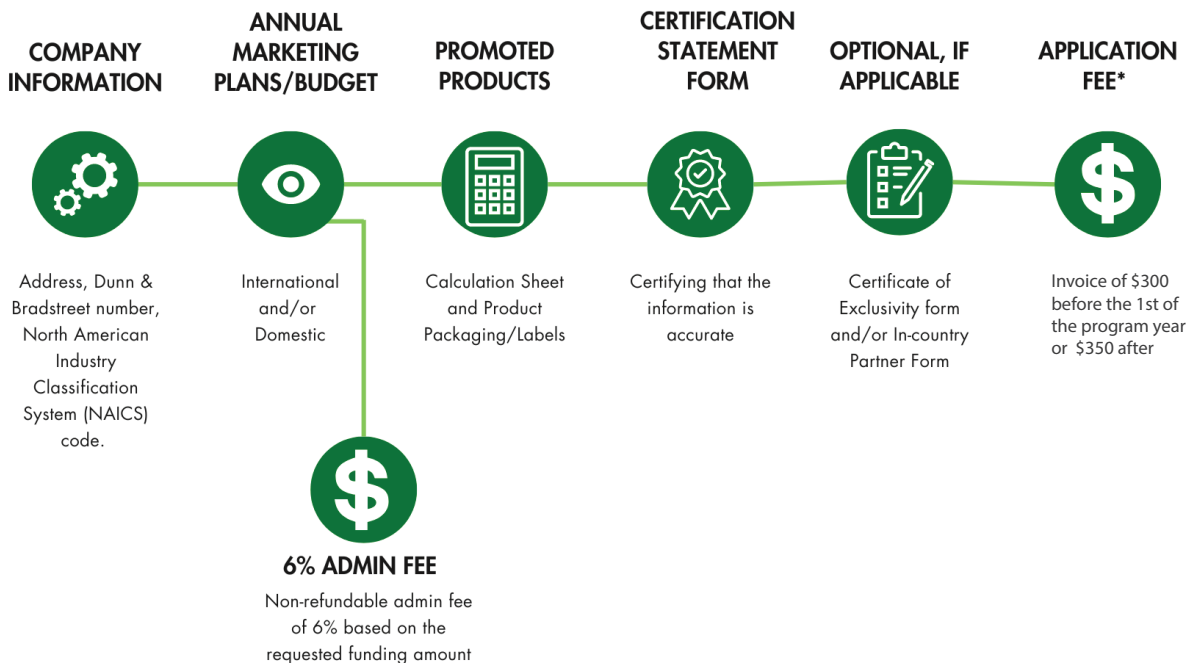 COMPANY
INFORMATION
Address, Dunn &
Bradstreet number,
North American
Industry
Classification
System (NAICS)
code.
ANNUAL
MARKETING
PLANS/BUDGET
International
and/or
Domestic
6% ADMIN FEE
Non-refundable admin fee
of 6% based on the
requested funding amount
PROMOTED
PRODUCTS
Calculation Sheet
and Product
Packaging/Labels
CERTIFICATION
STATEMENT
FORM
Certifying that the
information is
accurate
OPTIONAL, IF
APPLICABLE
Certificate of
Exclusivity form
and/or In-country
Partner Form
APPLICATION
FEE*
Invoice of $300
before the 1st of
the program year
or $350 after